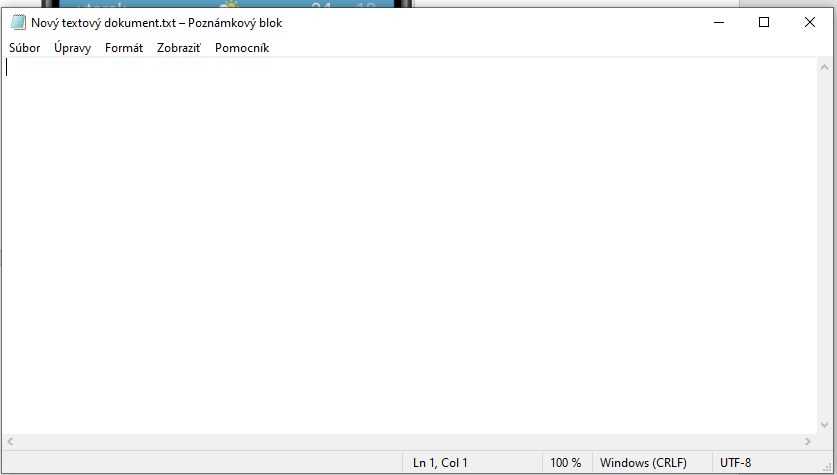 Nový textový dokument.txt – Poznámkový blok
Súbor Úpravy Formát Zobraziť Pomocník
Ln 1, Col 1 100 % Windows (CRLF) UTF-8